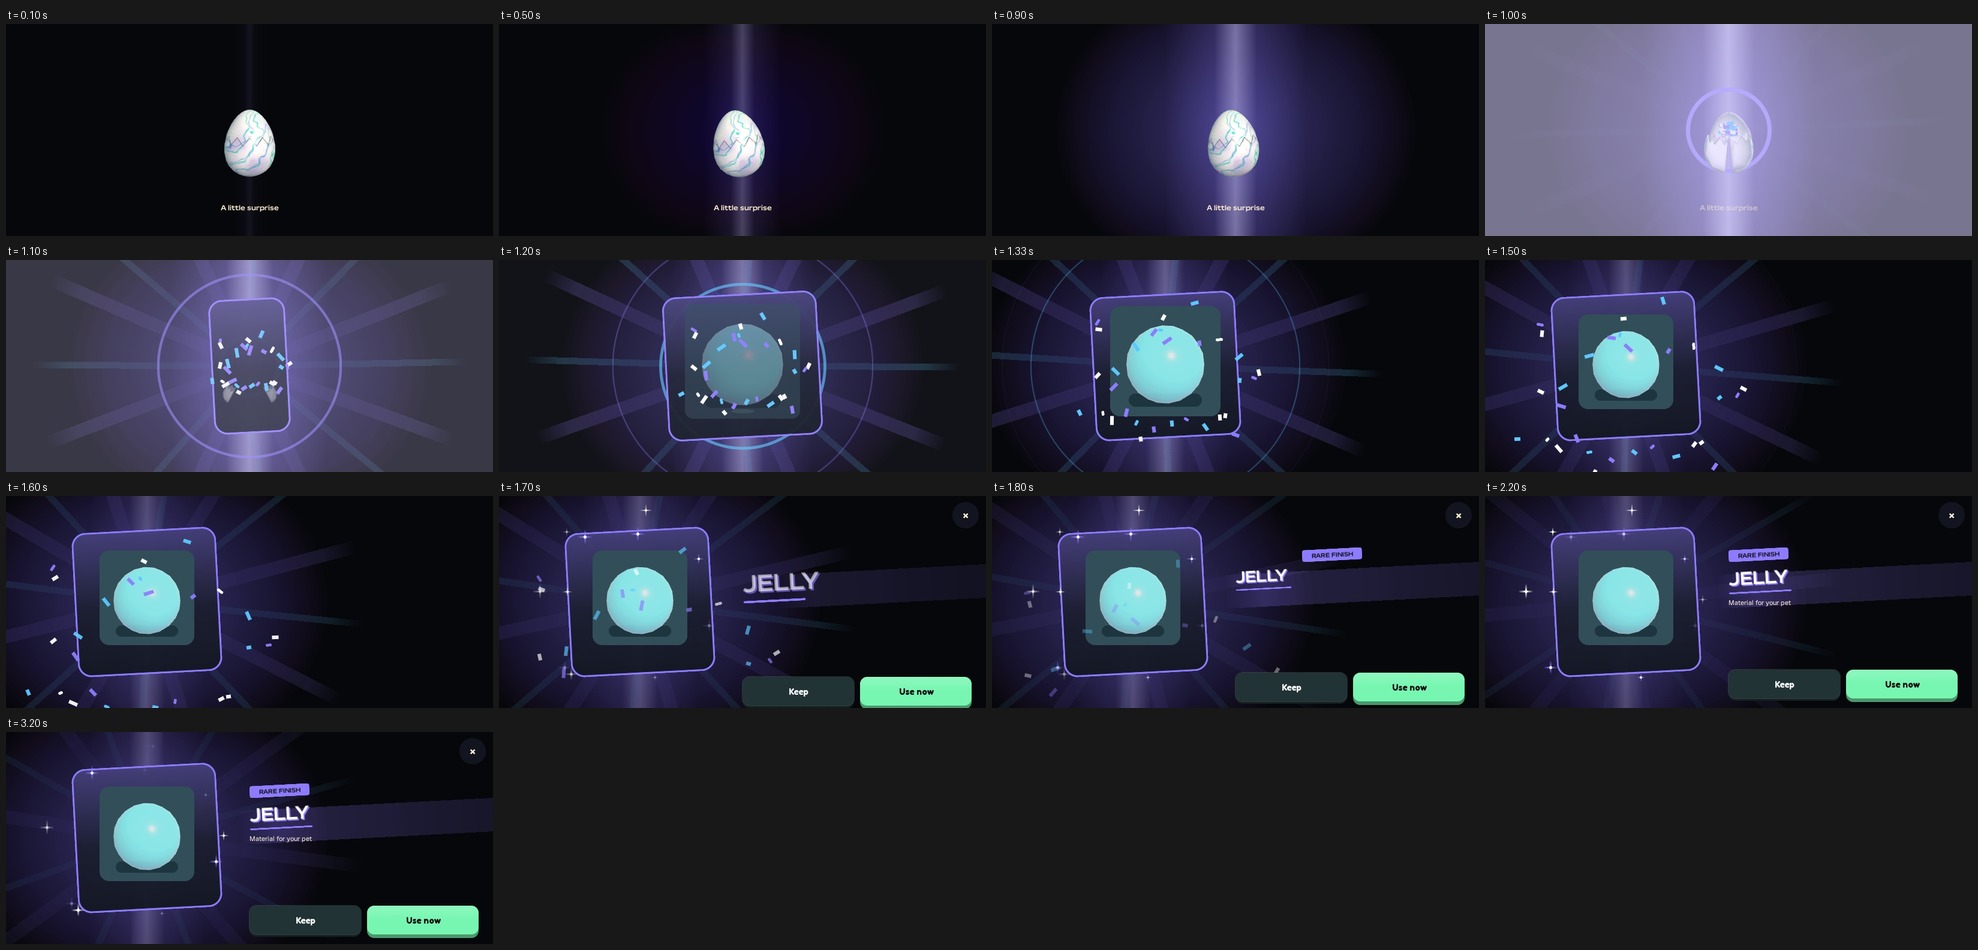 t = 0.10 s
t = 0.50 s
t = 0.90 s
t = 1.00 s
A little surprise
A little surprise
A little surprise
A little surprise
t = 1.10 s
t = 1.20 s
t = 1.33 s
t = 1.50 s
t = 1.60 s
t = 1.70 s
t = 1.80 s
t = 2.20 s
×
JELLY
Keep
Use now
×
RARE FINISH
JELLY
Keep
Use now
×
RARE FINISH
JELLY
Material for your pet
Keep
Use now
t = 3.20 s
×
RARE FINISH
JELLY
Material for your pet
Keep
Use now